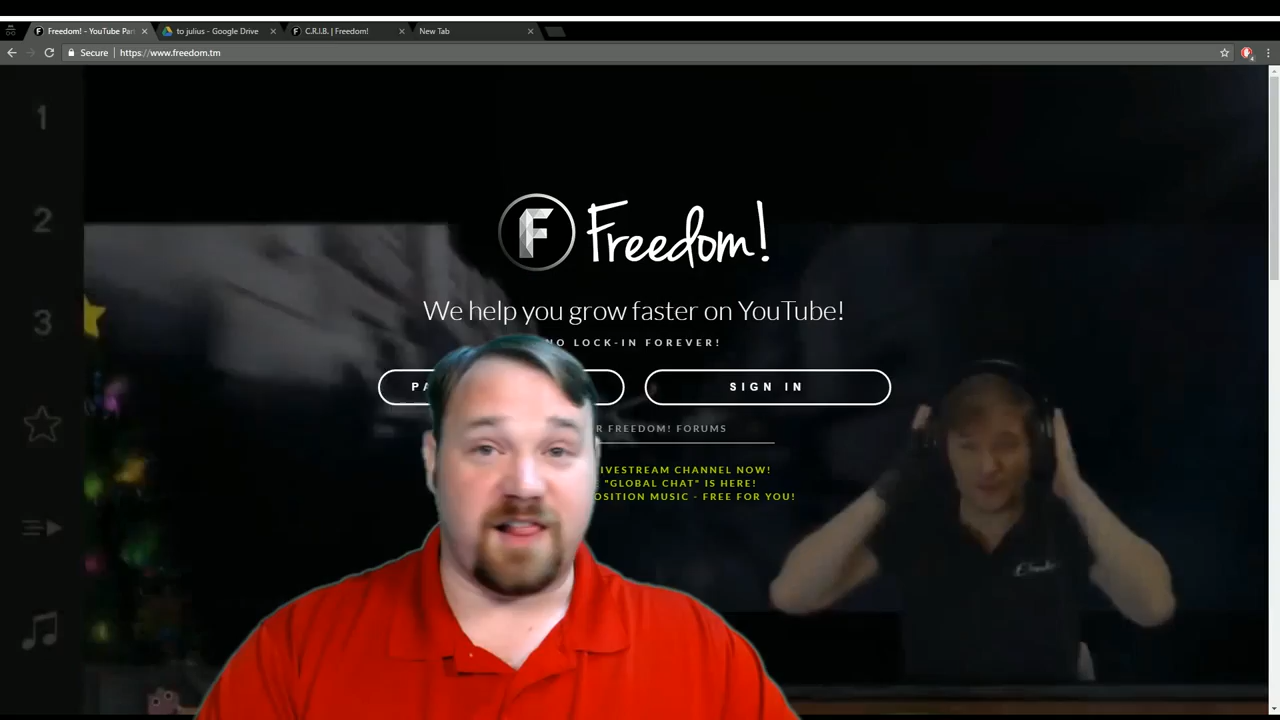 Freedom! - YouTube Par
to julius - Google Drive
C.R.I.B. | Freedom!
New Tab
Secure
https://www.freedom.tm
1
2
3
F Freedom!
We help you grow faster on YouTube!
NO LOCK-IN FOREVER!
PA
SIGN IN
R FREEDOM! FORUMS
IVESTREAM CHANNEL NOW!
"GLOBAL CHAT" IS HERE!
OSITION MUSIC - FREE FOR YOU!